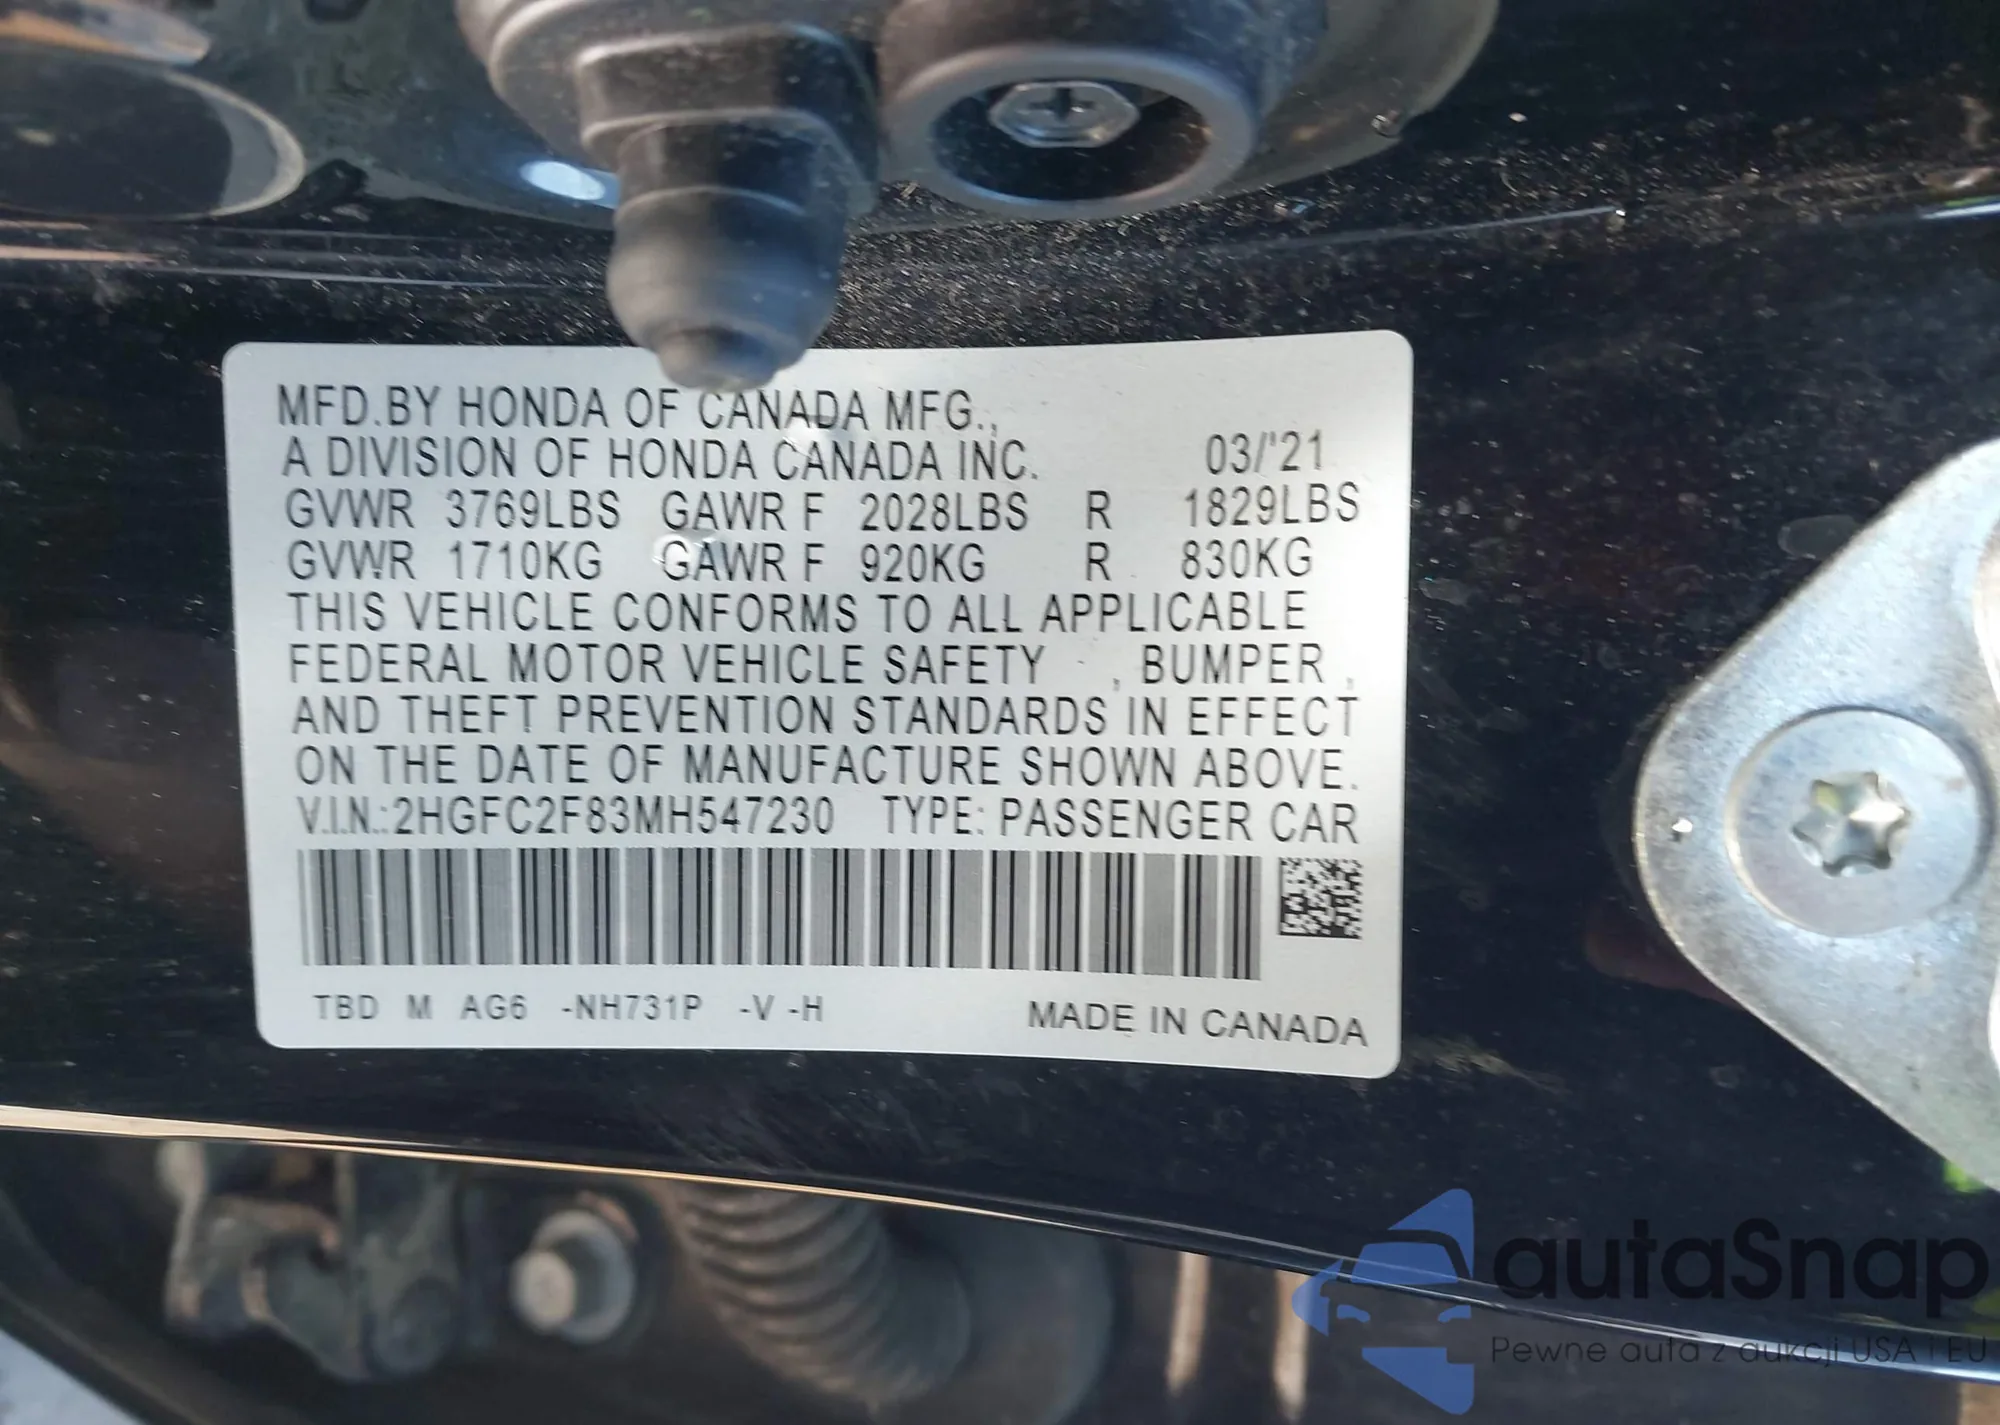 MFD.BY HONDA OF CANADA MFG.,
A DIVISION OF HONDA CANADA INC. 03/'21
GVWR 3769LBS GAWR F 2028LBS R 1829LBS
GVWR 1710KG GAWR F 920KG R 830KG
THIS VEHICLE CONFORMS TO ALL APPLICABLE
FEDERAL MOTOR VEHICLE SAFETY , BUMPER ,
AND THEFT PREVENTION STANDARDS IN EFFECT
ON THE DATE OF MANUFACTURE SHOWN ABOVE.
V.I.N.:2HGFC2F83MH547230 TYPE: PASSENGER CAR
TBD M AG6 -NH731P -V -H MADE IN CANADA
autaSnap
Pewne auta z aukcji USA i EU